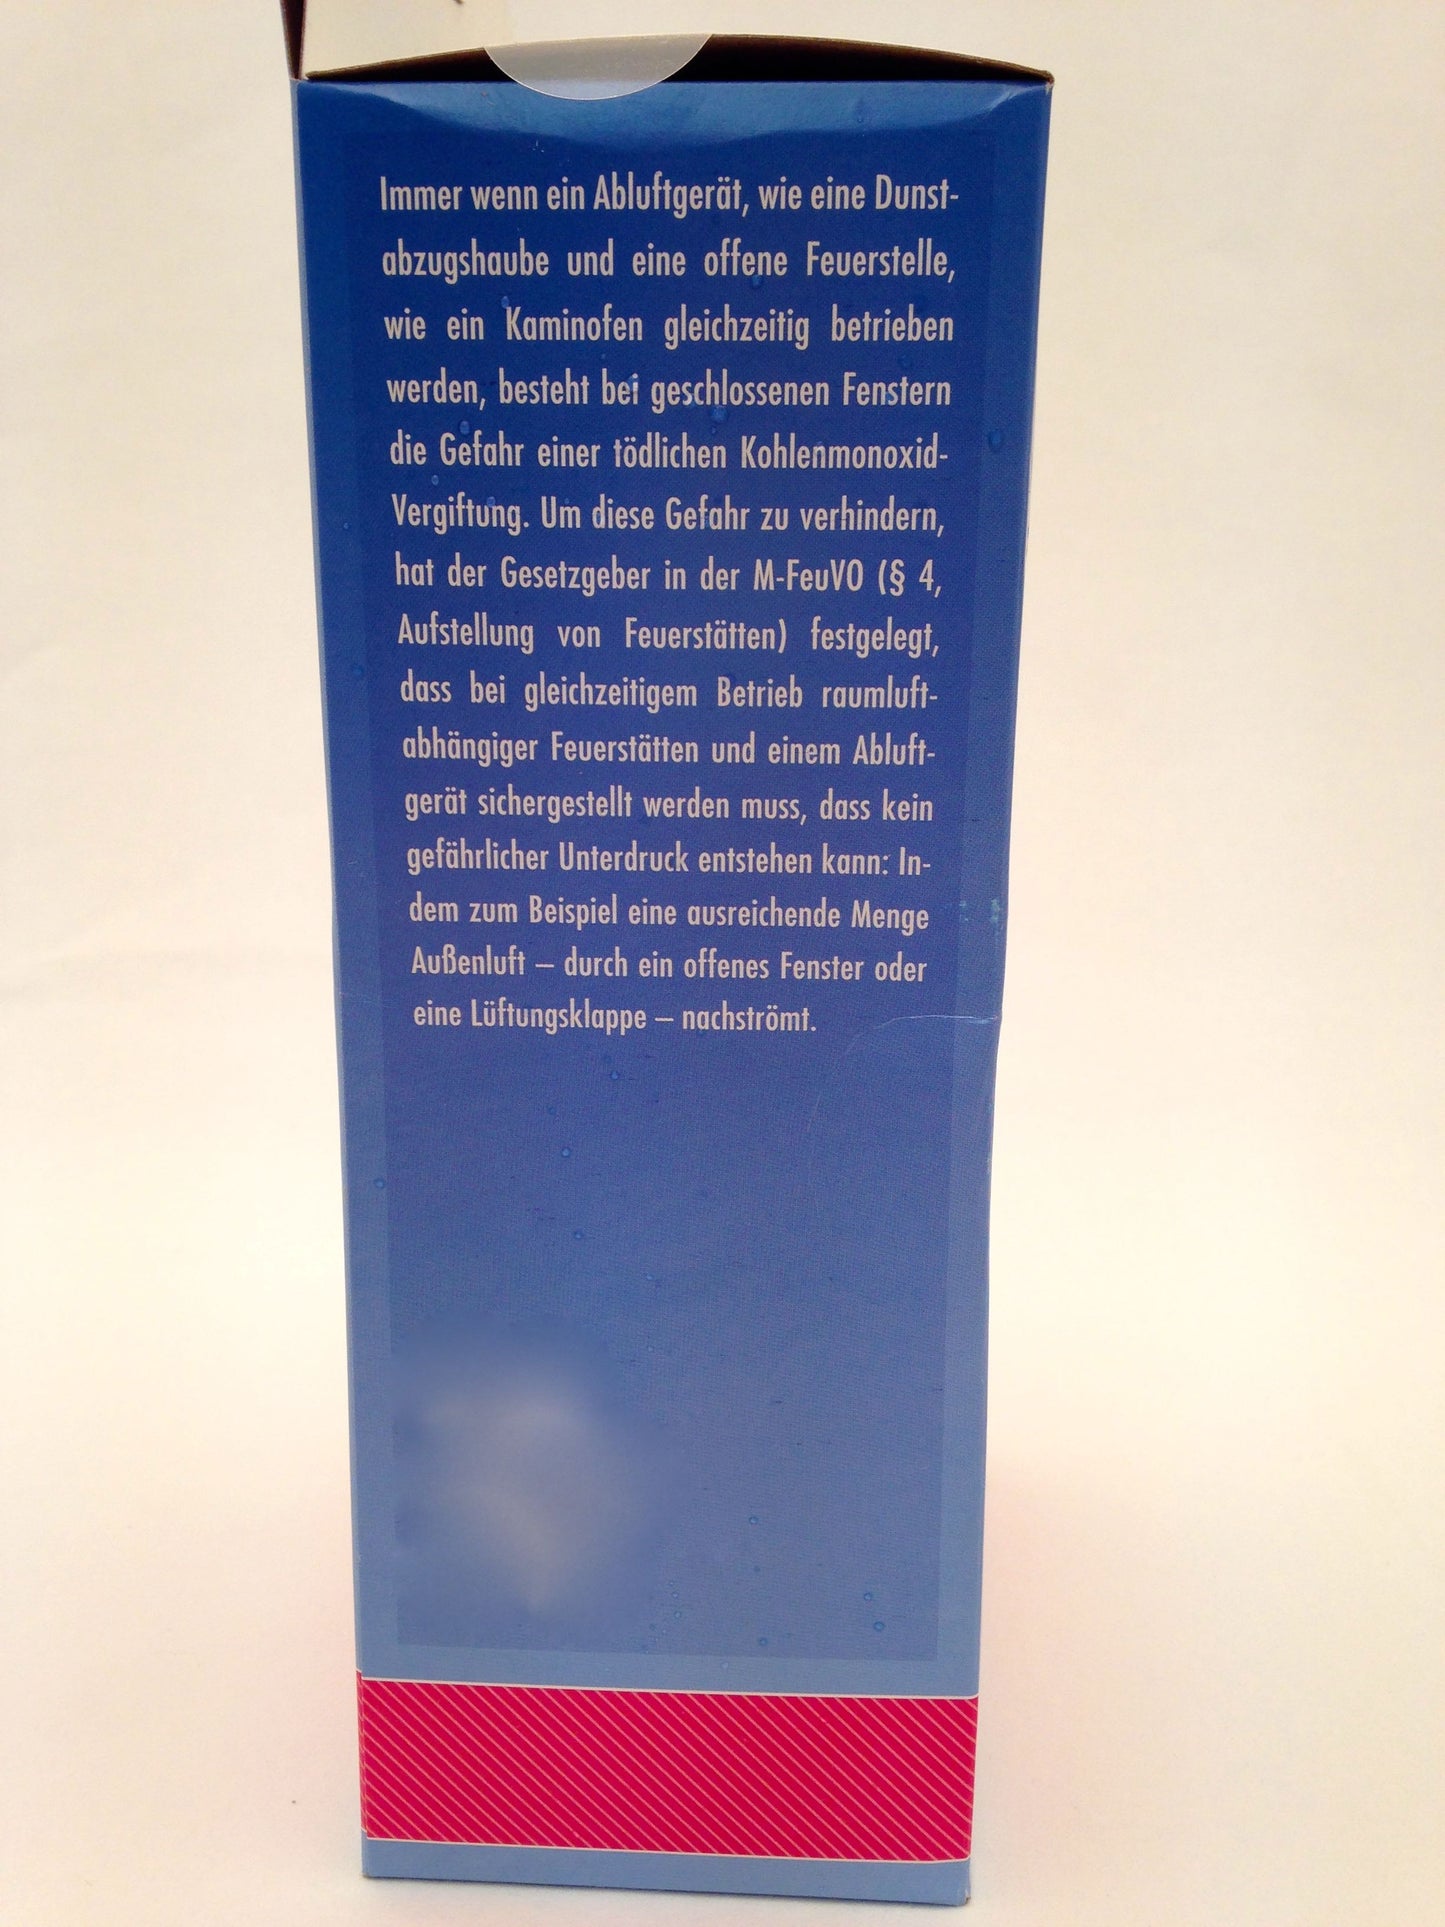 Immer wenn ein Abluftgerät, wie eine Dunst-
abzugshaube und eine offene Feuerstelle,
wie ein Kaminofen gleichzeitig betrieben
werden, besteht bei geschlossenen Fenstern
die Gefahr einer tödlichen Kohlenmonoxid-
Vergiftung. Um diese Gefahr zu verhindern,
hat der Gesetzgeber in der M-FeuVO (§ 4,
Aufstellung von Feuerstätten) festgelegt,
dass bei gleichzeitigem Betrieb raumluft-
abhängiger Feuerstätten und einem Abluft-
gerät sichergestellt werden muss, dass kein
gefährlicher Unterdruck entstehen kann: In-
dem zum Beispiel eine ausreichende Menge
Außenluft – durch ein offenes Fenster oder
eine Lüftungsklappe – nachströmt.